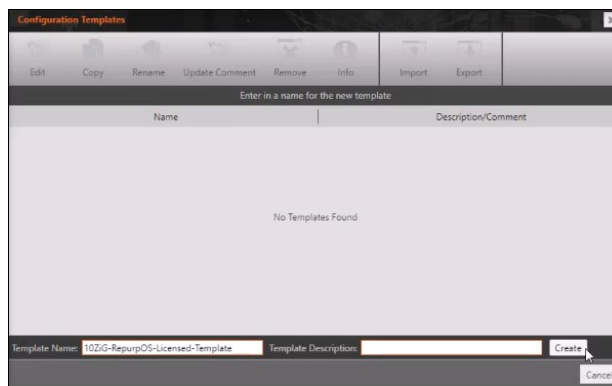 Configuration Templates
Edit Copy Rename Update Comment Remove Info Import Export
Enter in a name for the new template
Name Description/Comment
No Templates Found
Template Name: 10ZiG-RepurpOS-Licensed-Template Template Description: Create
Cancel